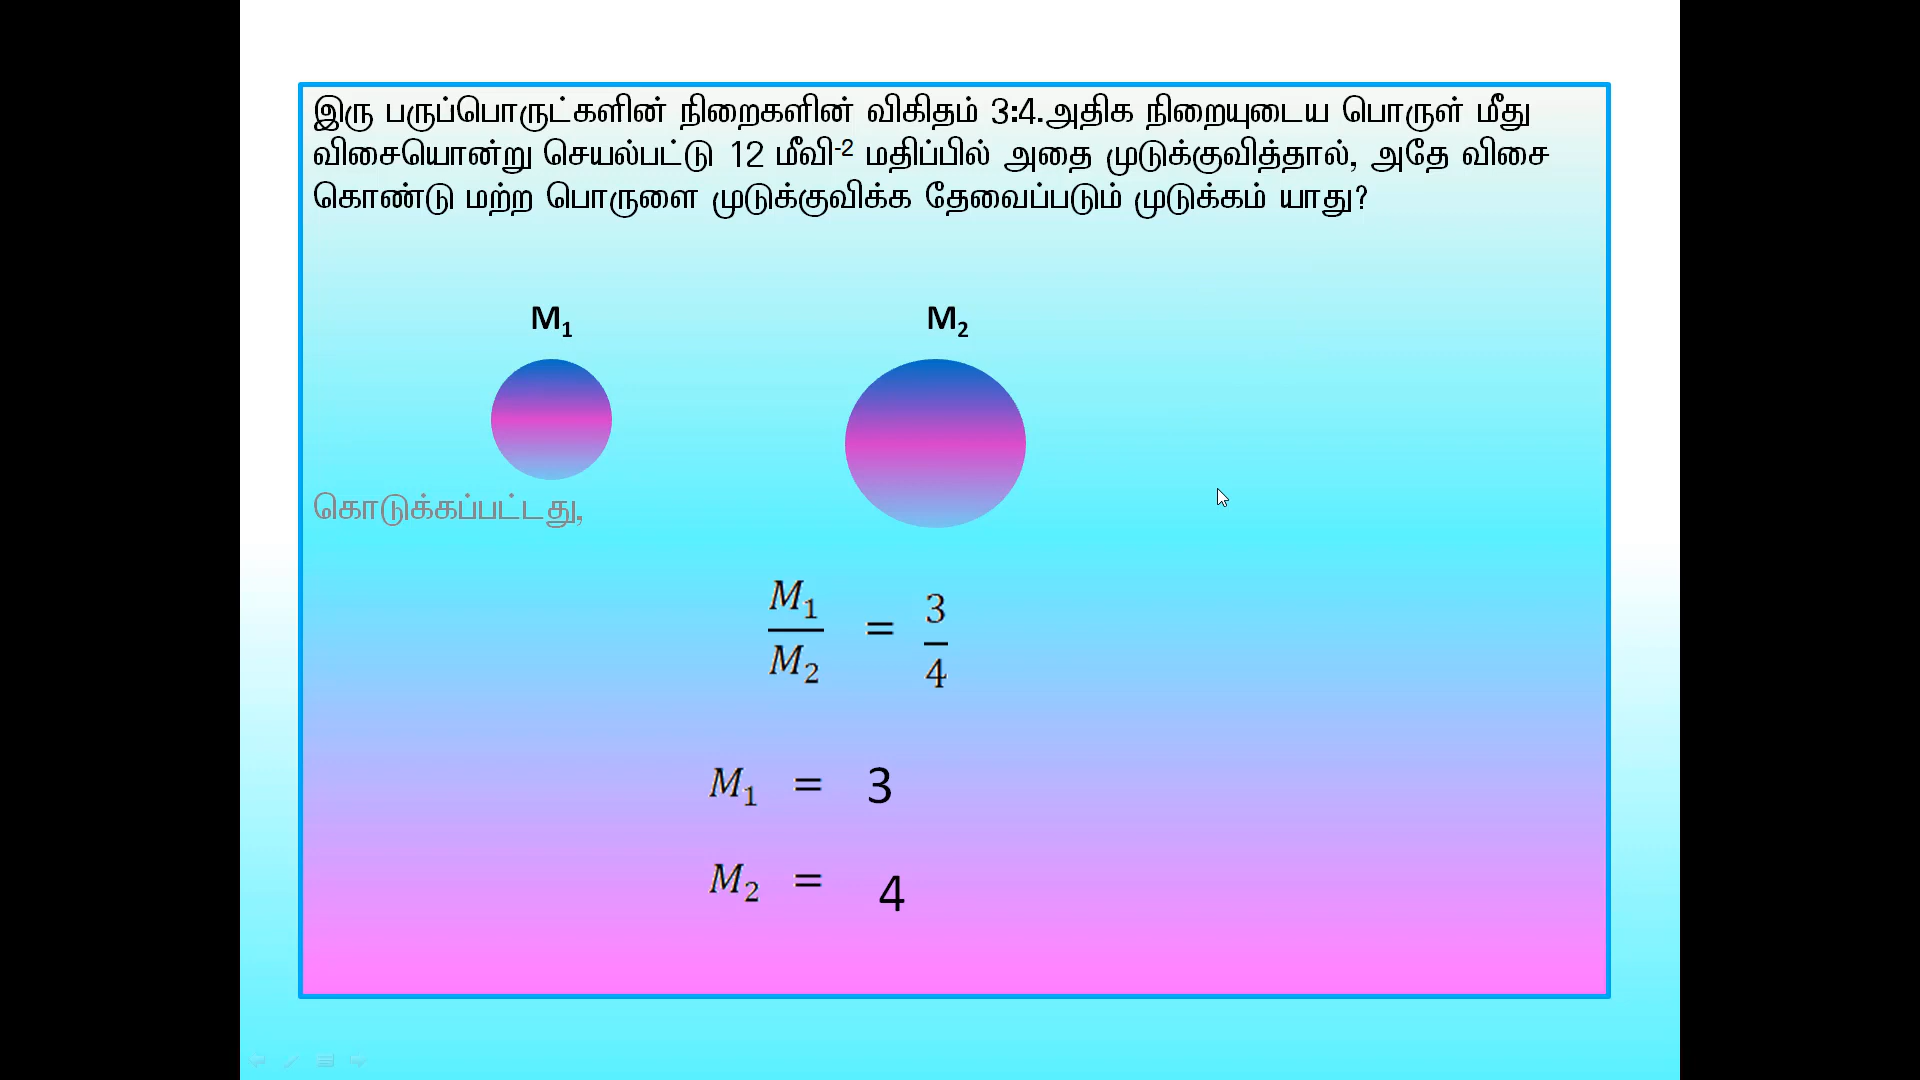 இரு பருப்பொருட்களின் நிறைகளின் விகிதம் 3:4.அதிக நிறையுடைய பொருள் மீது
விசையொன்று செயல்பட்டு 12 மீவி-2 மதிப்பில் அதை முடுக்குவித்தால், அதே விசை
கொண்டு மற்ற பொருளை முடுக்குவிக்க தேவைப்படும் முடுக்கம் யாது?
M1 M2
கொடுக்கப்பட்டது,
M1/M2 = 3/4
M1 = 3
M2 = 4